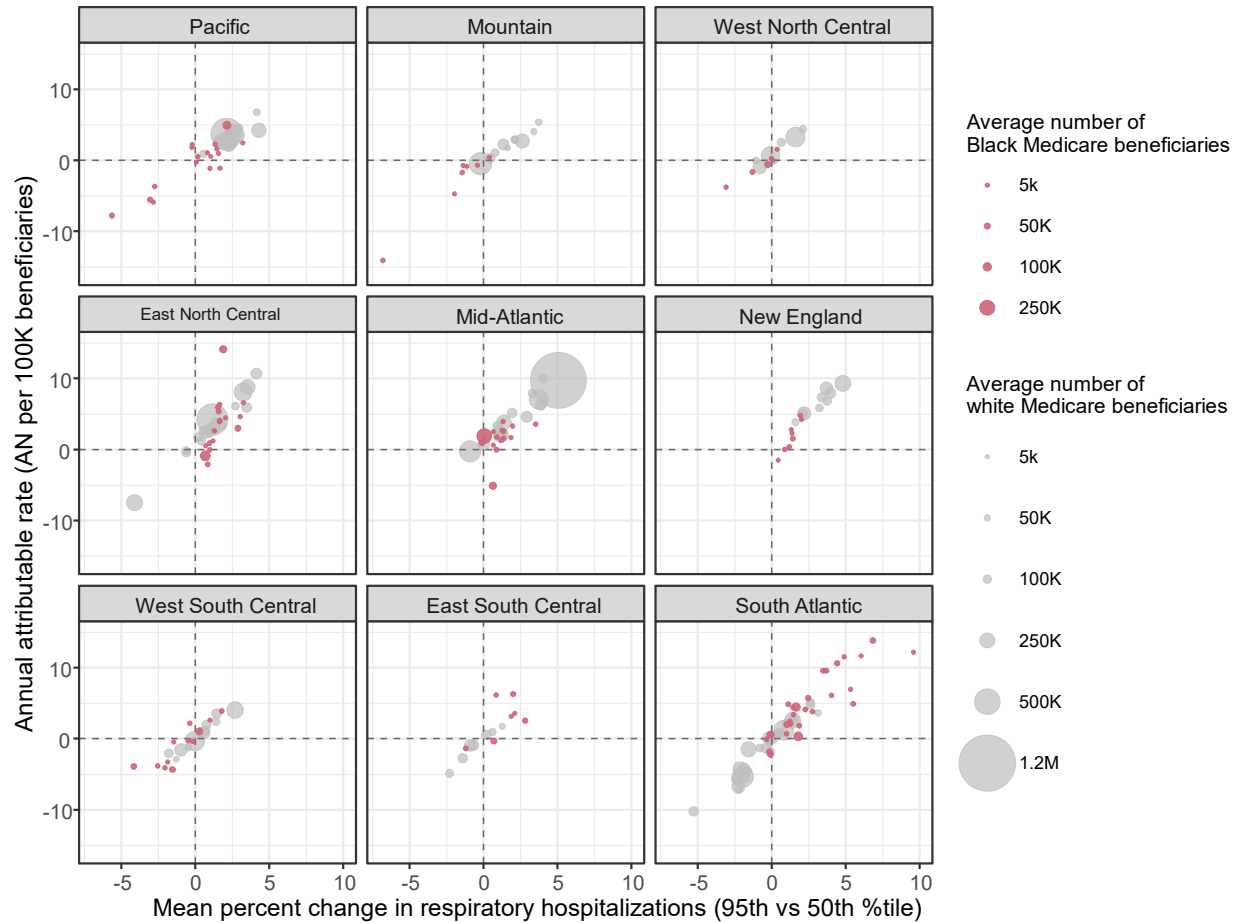 Pacific
Mountain
West North Central
10
0
-10
East North Central
Mid-Atlantic
New England
10
0
-10
West South Central
East South Central
South Atlantic
10
0
-10
-5 0 5 10
-5 0 5 10
-5 0 5 10
Mean percent change in respiratory hospitalizations (95th vs 50th %tile)
Annual attributable rate (AN per 100K beneficiaries)
Average number of
Black Medicare beneficiaries
5k
50K
100K
250K
Average number of
white Medicare beneficiaries
5k
50K
100K
250K
500K
1.2M